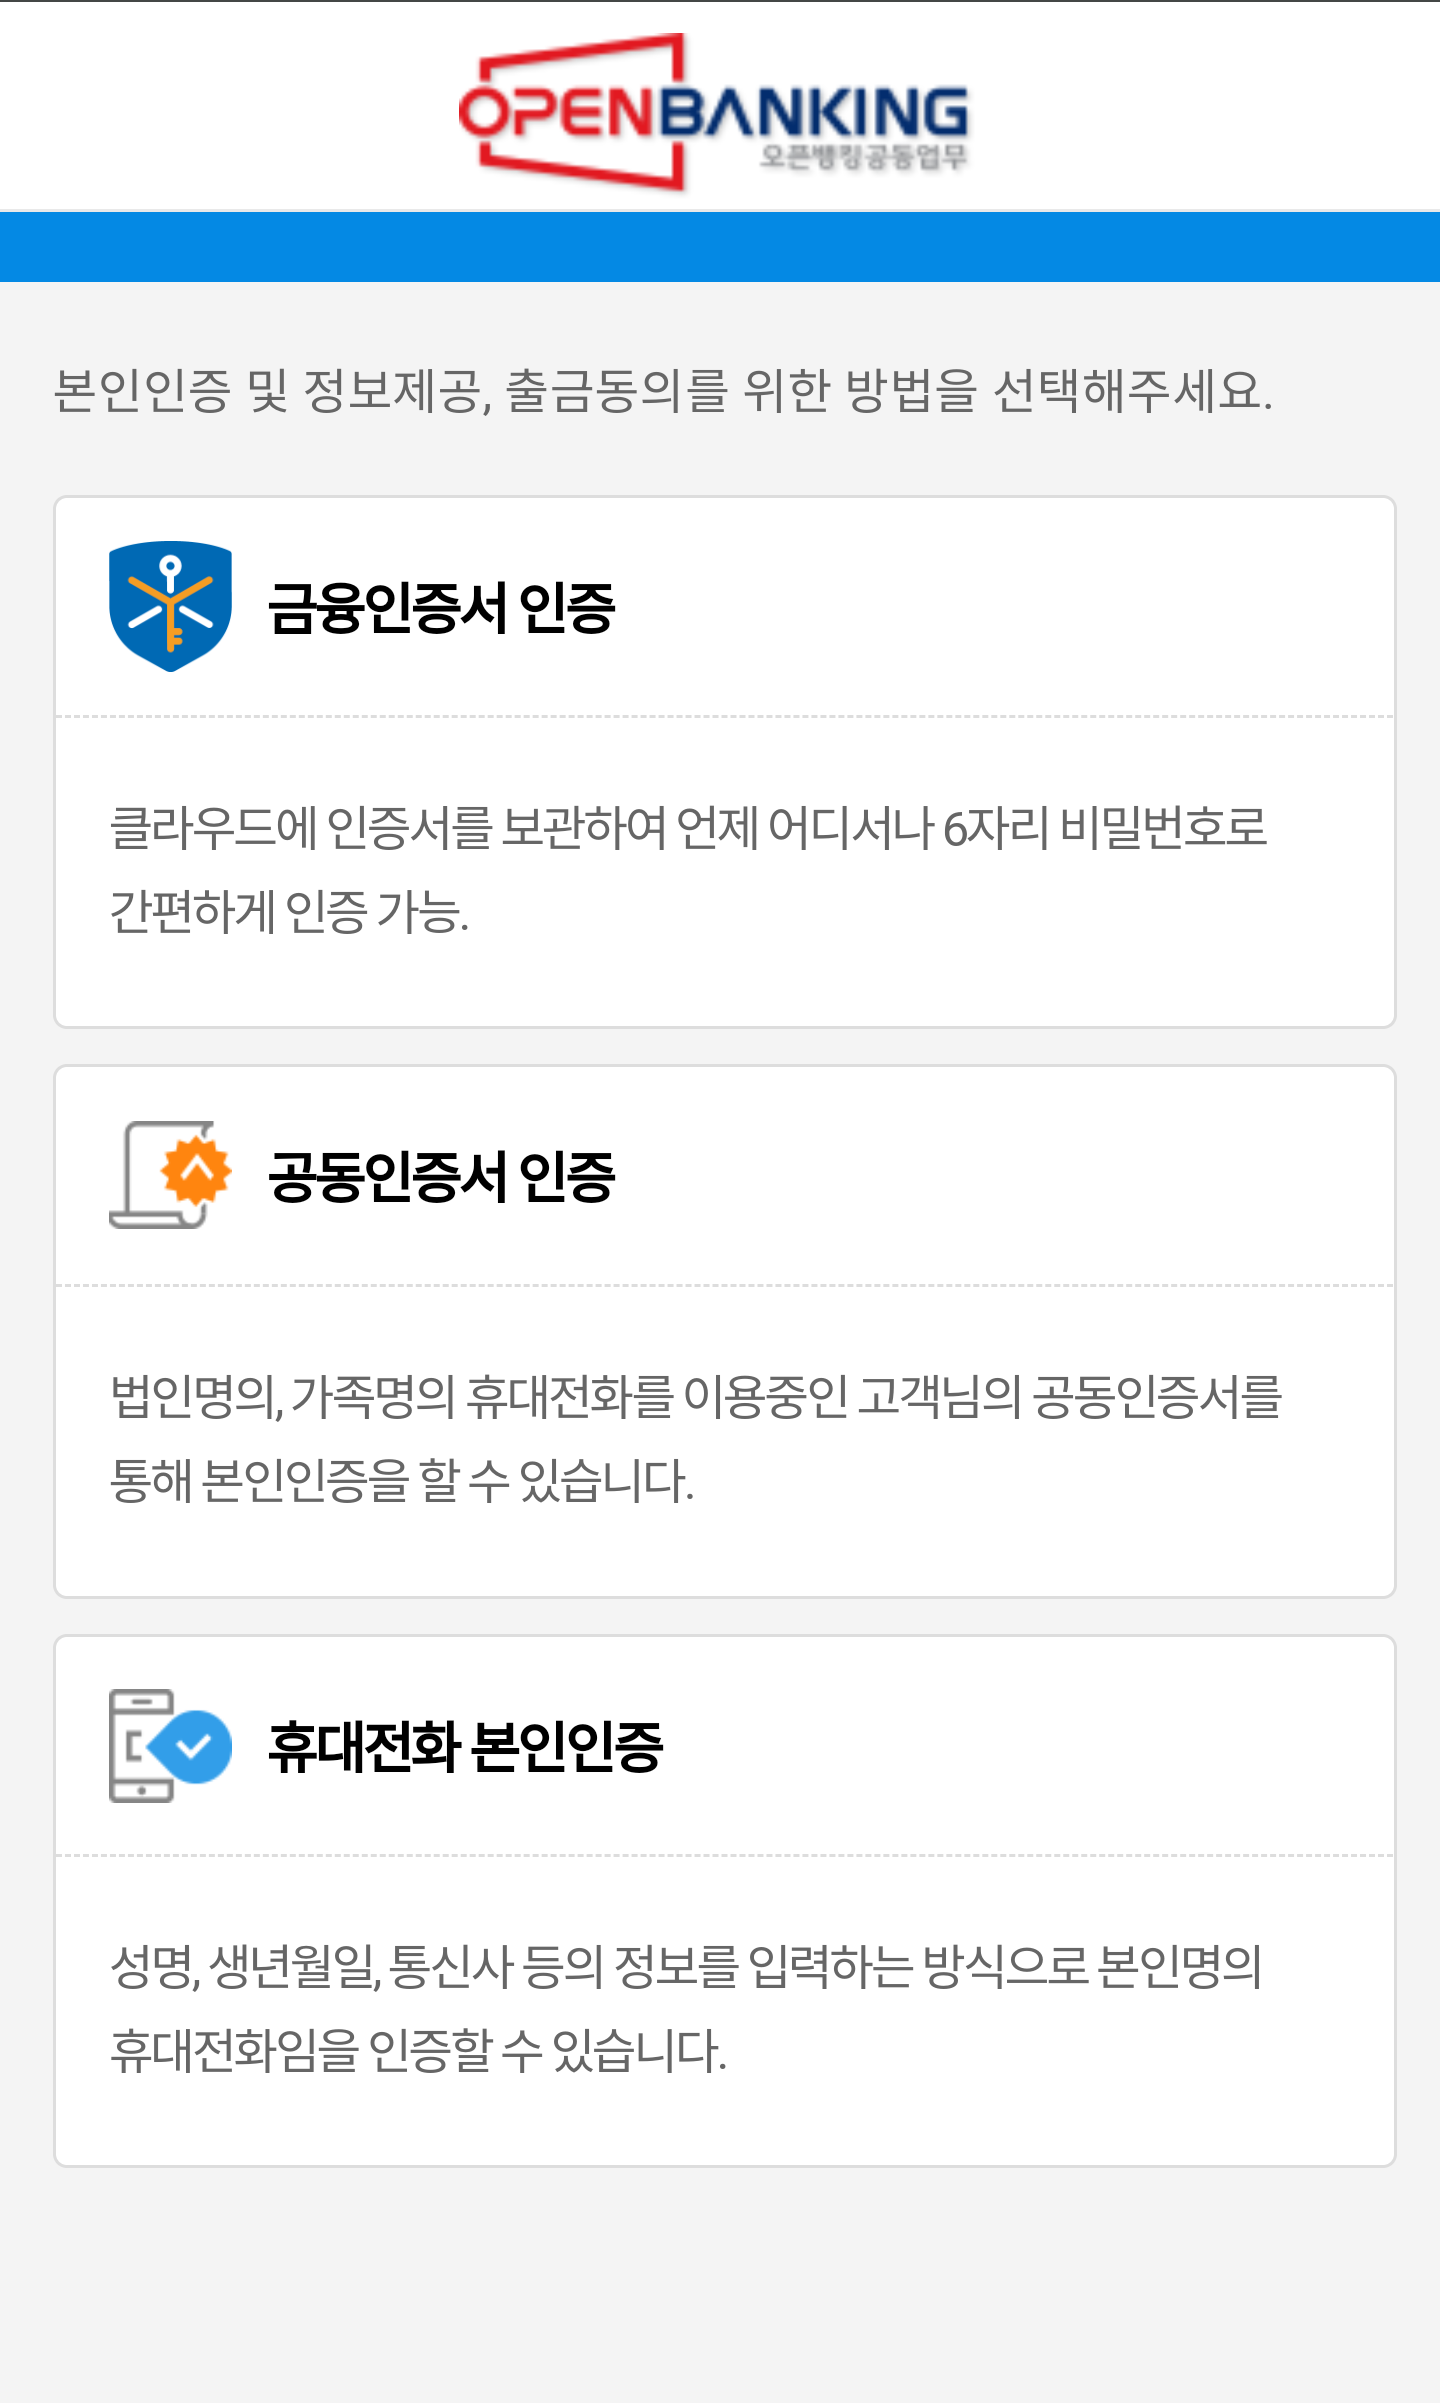 OPENBANKING
오픈뱅킹공동업무
본인인증 및 정보제공, 출금동의를 위한 방법을 선택해주세요.
금융인증서 인증
클라우드에 인증서를 보관하여 언제 어디서나 6자리 비밀번호로
간편하게 인증 가능.
공동인증서 인증
법인명의, 가족명의 휴대전화를 이용중인 고객님의 공동인증서를
통해 본인인증을 할 수 있습니다.
휴대전화 본인인증
성명, 생년월일, 통신사 등의 정보를 입력하는 방식으로 본인명의
휴대전화임을 인증할 수 있습니다.